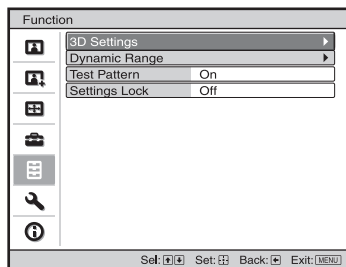 Function
3D Settings
Dynamic Range
Test Pattern On
Settings Lock Off
Sel: Set: Back: Exit: MENU